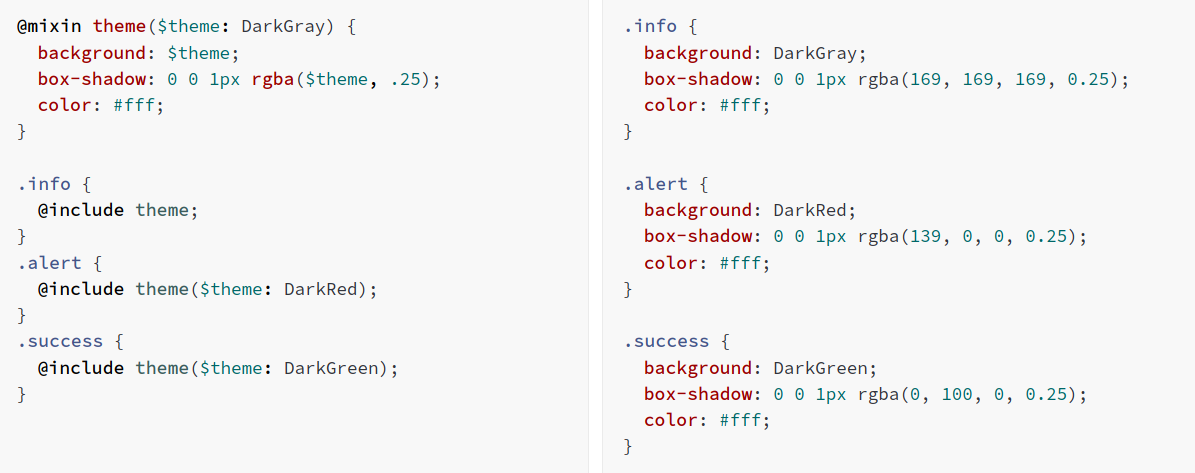 @mixin theme($theme: DarkGray) {
  background: $theme;
  box-shadow: 0 0 1px rgba($theme, .25);
  color: #fff;
}

.info {
  @include theme;
}
.alert {
  @include theme($theme: DarkRed);
}
.success {
  @include theme($theme: DarkGreen);
}

.info {
  background: DarkGray;
  box-shadow: 0 0 1px rgba(169, 169, 169, 0.25);
  color: #fff;
}

.alert {
  background: DarkRed;
  box-shadow: 0 0 1px rgba(139, 0, 0, 0.25);
  color: #fff;
}

.success {
  background: DarkGreen;
  box-shadow: 0 0 1px rgba(0, 100, 0, 0.25);
  color: #fff;
}